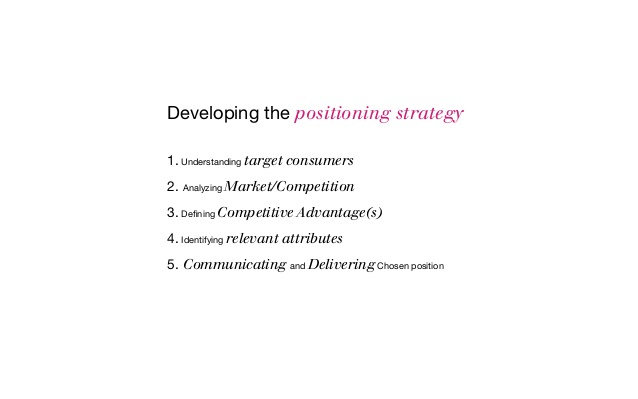 Developing the positioning strategy
1. Understanding target consumers
2. Analyzing Market/Competition
3. Defining Competitive Advantage(s)
4. Identifying relevant attributes
5. Communicating and Delivering Chosen position